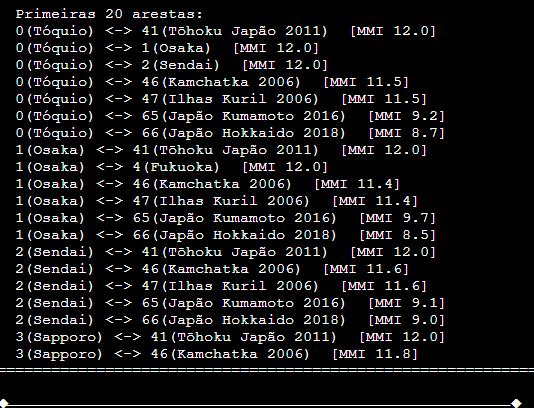 Primeiras 20 arestas:
0(Tóquio) <-> 41(Tōhoku Japão 2011)  [MMI 12.0]
0(Tóquio) <-> 1(Osaka)  [MMI 12.0]
0(Tóquio) <-> 2(Sendai)  [MMI 12.0]
0(Tóquio) <-> 46(Kamchatka 2006)  [MMI 11.5]
0(Tóquio) <-> 47(Ilhas Kuril 2006)  [MMI 11.5]
0(Tóquio) <-> 65(Japão Kumamoto 2016)  [MMI 9.2]
0(Tóquio) <-> 66(Japão Hokkaido 2018)  [MMI 8.7]
1(Osaka) <-> 41(Tōhoku Japão 2011)  [MMI 12.0]
1(Osaka) <-> 4(Fukuoka)  [MMI 12.0]
1(Osaka) <-> 46(Kamchatka 2006)  [MMI 11.4]
1(Osaka) <-> 47(Ilhas Kuril 2006)  [MMI 11.4]
1(Osaka) <-> 65(Japão Kumamoto 2016)  [MMI 9.7]
1(Osaka) <-> 66(Japão Hokkaido 2018)  [MMI 8.5]
2(Sendai) <-> 41(Tōhoku Japão 2011)  [MMI 12.0]
2(Sendai) <-> 46(Kamchatka 2006)  [MMI 11.6]
2(Sendai) <-> 47(Ilhas Kuril 2006)  [MMI 11.6]
2(Sendai) <-> 65(Japão Kumamoto 2016)  [MMI 9.1]
2(Sendai) <-> 66(Japão Hokkaido 2018)  [MMI 9.0]
3(Sapporo) <-> 41(Tōhoku Japão 2011)  [MMI 12.0]
3(Sapporo) <-> 46(Kamchatka 2006)  [MMI 11.8]